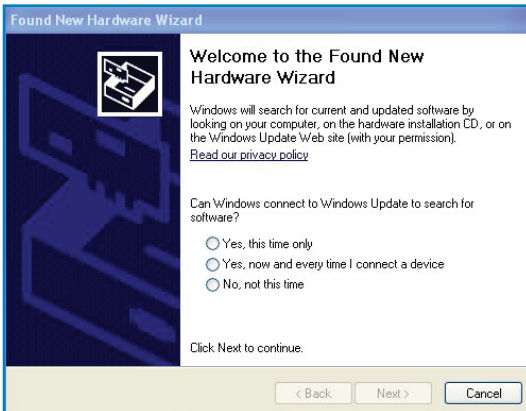 Found New Hardware Wizard
Welcome to the Found New
Hardware Wizard
Windows will search for current and updated software by
looking on your computer, on the hardware installation CD, or on
the Windows Update Web site (with your permission).
Read our privacy policy
Can Windows connect to Windows Update to search for
software?
Yes, this time only
Yes, now and every time I connect a device
No, not this time
Click Next to continue.
< Back Next > Cancel